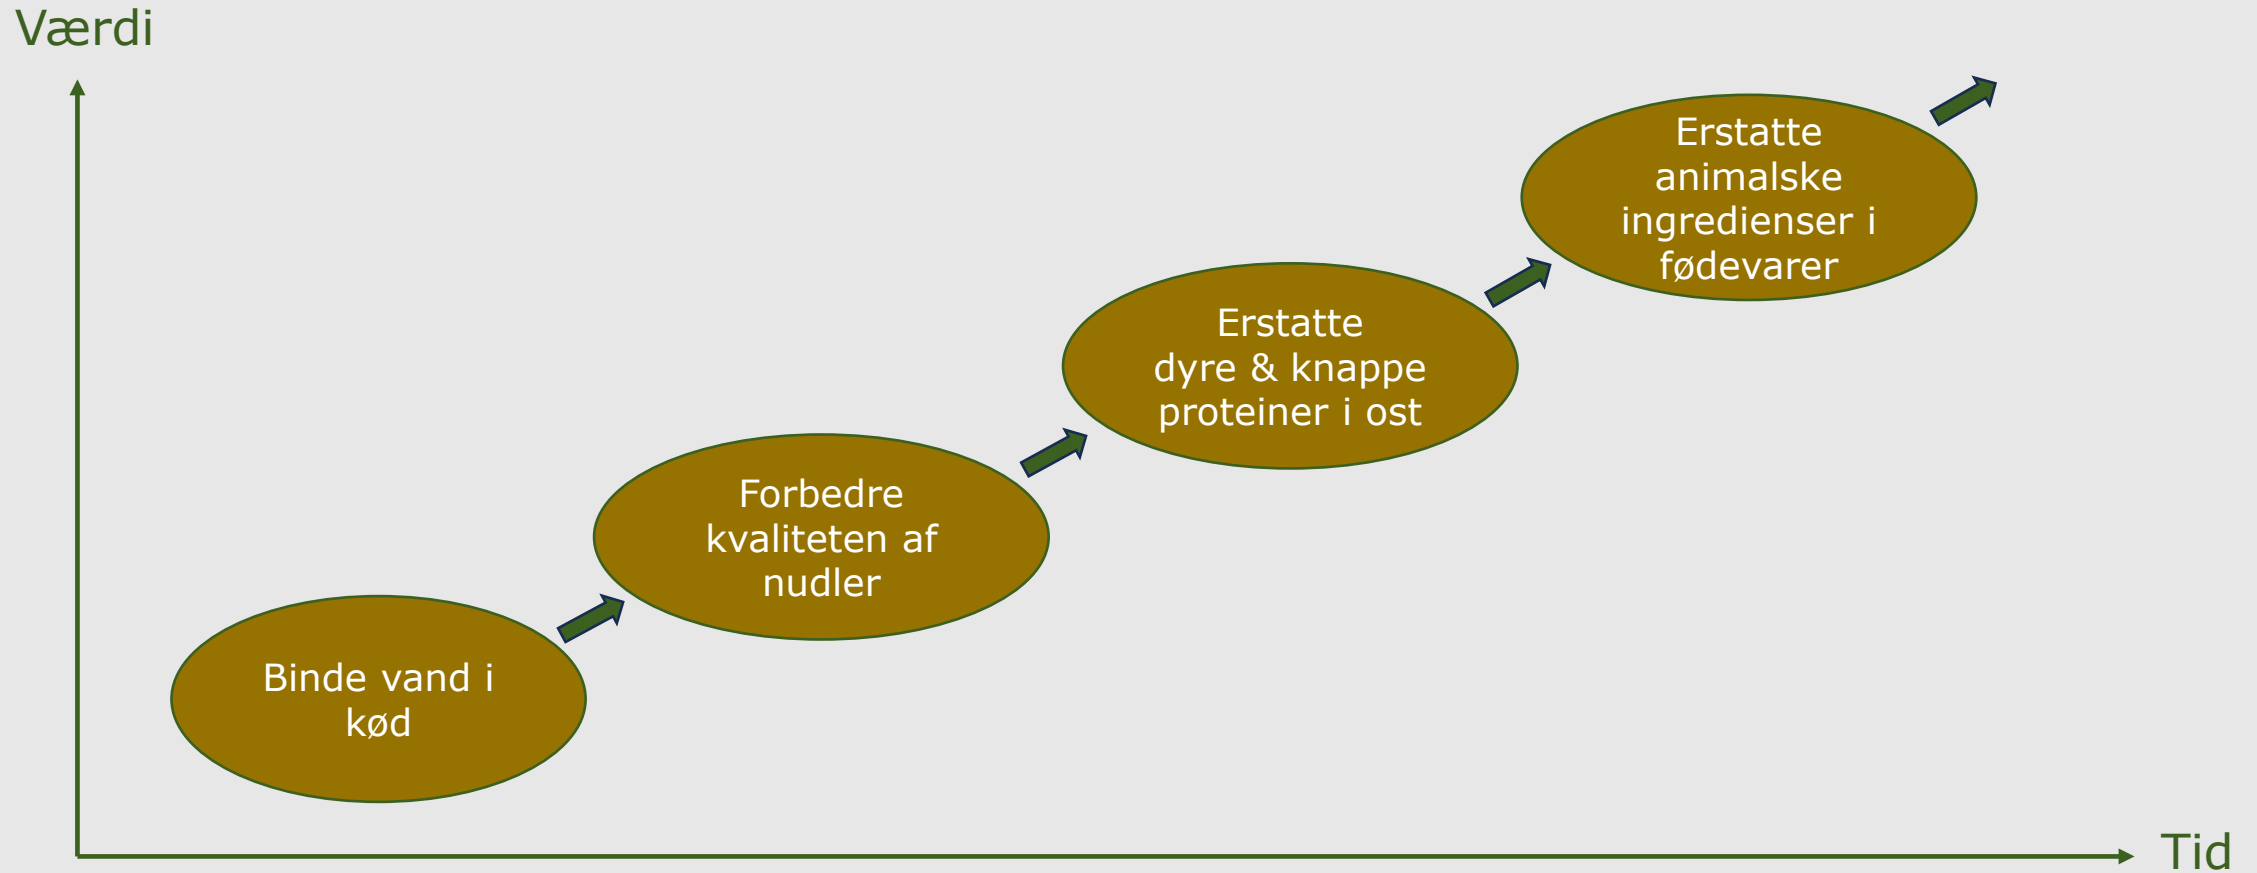 Værdi
Erstatte
animalske
ingredienser i
fødevarer
Erstatte
dyre & knappe
proteiner i ost
Forbedre
kvaliteten af
nudler
Binde vand i
kød
Tid